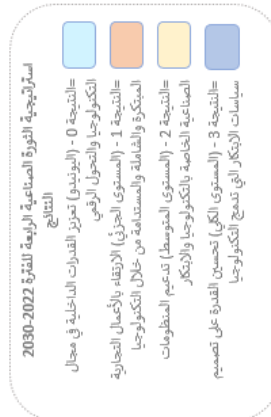 استراتيجية الثورة الصناعية الرابعة للفترة 2022-2030
النتائج
=النتيجة 0 - (اليونيدو) تعزيز القدرات الداخلية في مجال
التكنولوجيا والتحول الرقمي
=النتيجة 1 - (المستوى الجزئي) الارتقاء بالأعمال التجارية
المبتكرة والشاملة والمستدامة من خلال التكنولوجيا
=النتيجة 2 - (المستوى المتوسط) تدعيم المنظومات
الصناعية الخاصة بالتكنولوجيا والابتكار
=النتيجة 3 - (المستوى الكلي) تحسين القدرة على تصميم
سياسات الابتكار التي تدمج التكنولوجيا